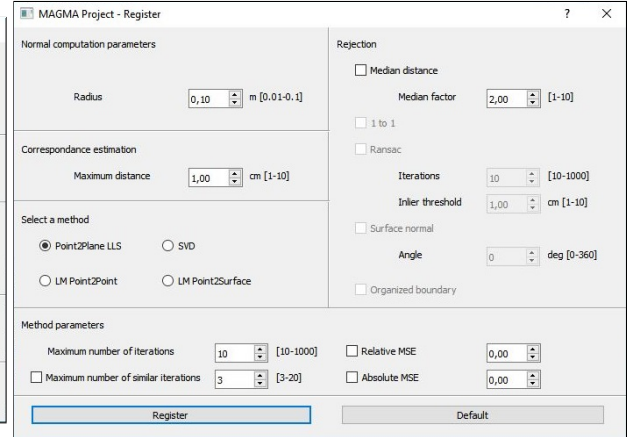 MAGMA Project - Register ? X
Normal computation parameters
Radius 0,10 m [0.01-0.1]
Correspondance estimation
Maximum distance 1,00 cm [1-10]
Select a method
Point2Plane LLS SVD
LM Point2Point LM Point2Surface
Rejection
Median distance
Median factor 2,00 [1-10]
1 to 1
Ransac
Iterations 10 [10-1000]
Inlier threshold 1,00 cm [1-10]
Surface normal
Angle 0 deg [0-360]
Organized boundary
Method parameters
Maximum number of iterations 10 [10-1000] Relative MSE 0,00
Maximum number of similar iterations 3 [3-20] Absolute MSE 0,00
Register Default